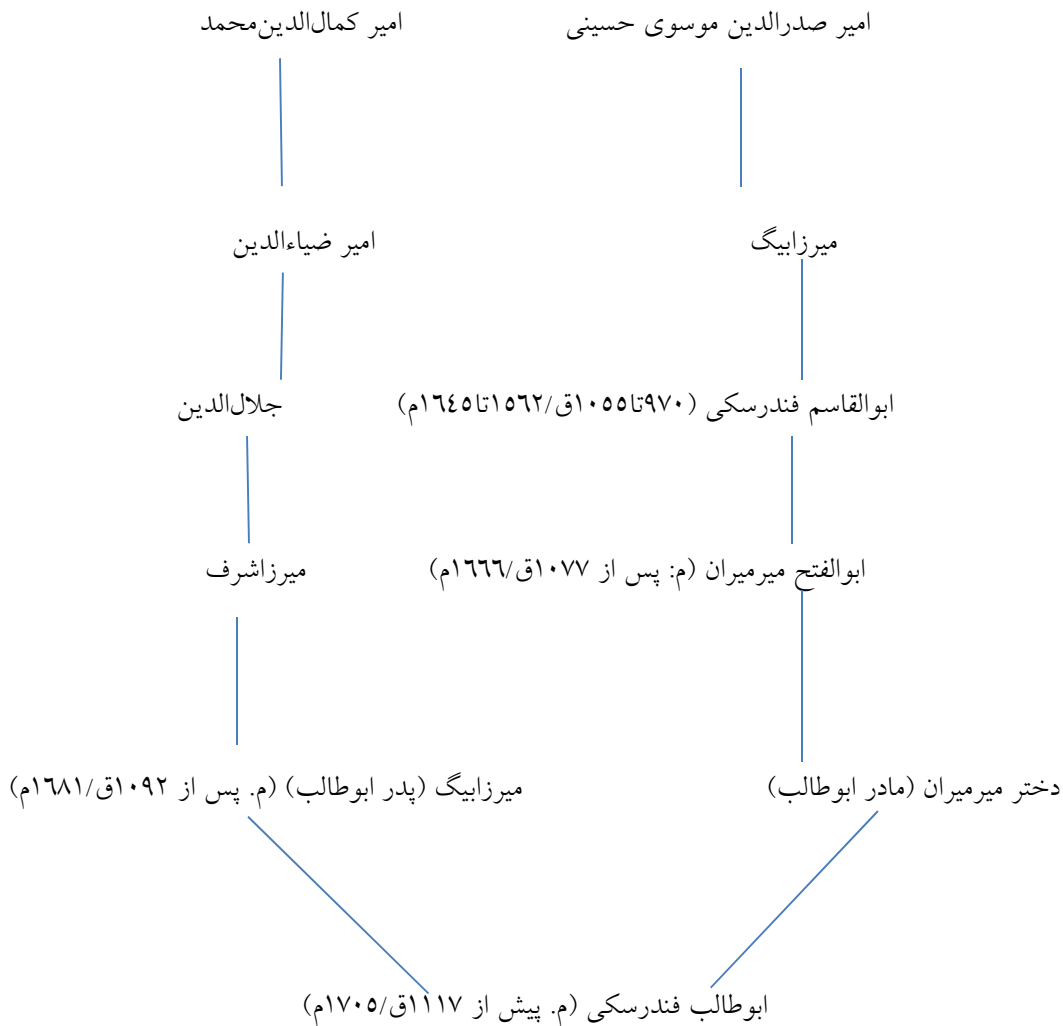 امیر صدرالدین موسوی حسینی
امیر کمال‌الدین‌محمد
میرزابیگ
امیر ضیاءالدین
ابوالقاسم فندرسکی (۹۷۰تا۱۰۵۵ق/۱۵۶۲تا۱۶۴۵م)
جلال‌الدین
ابوالفتح میرمیران (م: پس از ۱۰۷۷ق/۱۶۶۶م)
میرزاشرف
دختر میرمیران (مادر ابوطالب)
میرزابیگ (پدر ابوطالب) (م. پس از ۱۰۹۲ق/۱۶۸۱م)
ابوطالب فندرسکی (م. پیش از ۱۱۱۷ق/۱۷۰۵م)